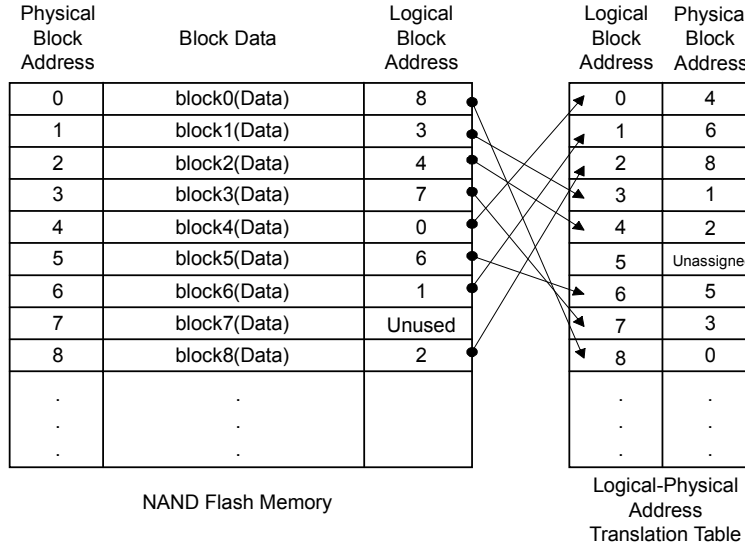 Physical Block Address
Block Data
Logical Block Address
Logical Block Address
Physical Block Address
0 block0(Data) 8 0 4
1 block1(Data) 3 1 6
2 block2(Data) 4 2 8
3 block3(Data) 7 3 1
4 block4(Data) 0 4 2
5 block5(Data) 6 5 Unassigned
6 block6(Data) 1 6 5
7 block7(Data) Unused 7 3
8 block8(Data) 2 8 0
. . . .
. . . .
. . . .
NAND Flash Memory
Logical-Physical
Address
Translation Table